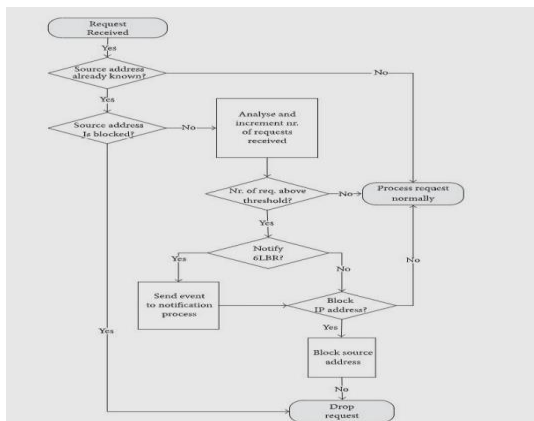 Request
Received
Yes
Source address
already known?
No
Yes
Source address
Is blocked?
No
Analyse and
increment nr.
of requests
received
Nr. of req. above
threshold?
No
Process request
normally
Yes
Notify
6LBR?
Yes
No
No
Send event
to notification
process
Block
IP address?
Yes
Yes
Block source
address
No
Drop
request